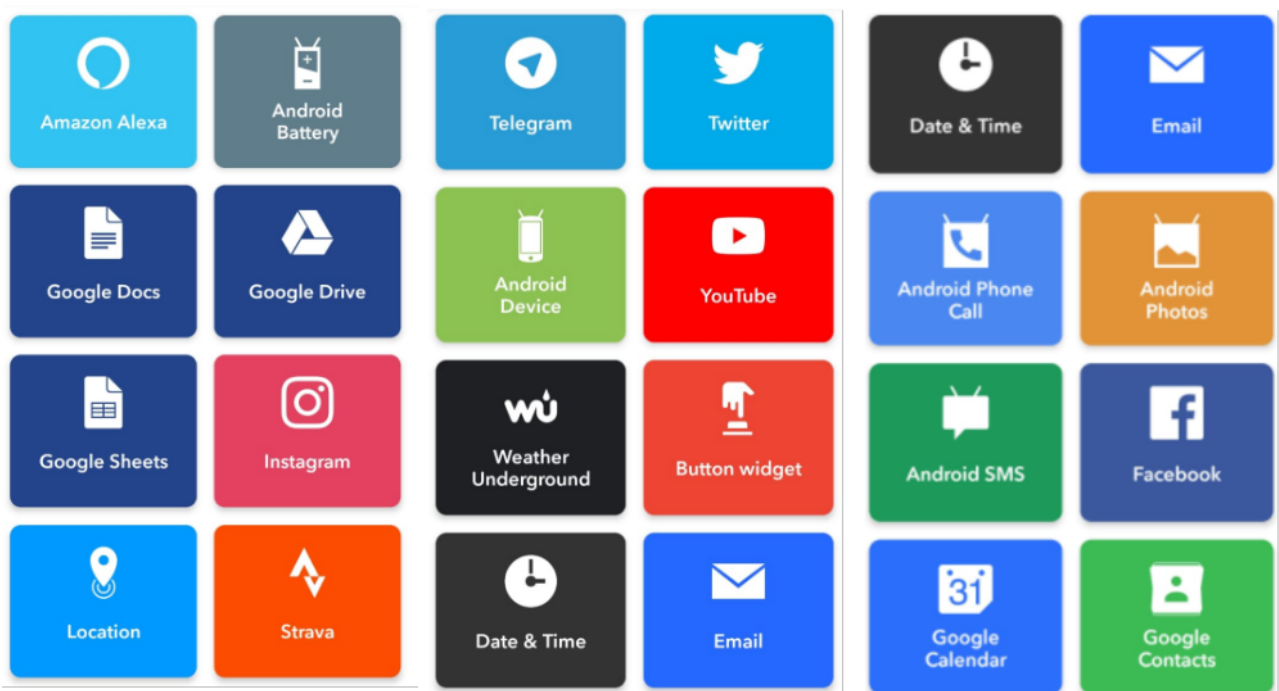 Amazon Alexa
Android
Battery
Google Docs
Google Drive
Google Sheets
Instagram
Location
Strava
Telegram
Twitter
Android
Device
YouTube
wu
Weather
Underground
Button widget
Date & Time
Email
Date & Time
Email
Android Phone
Call
Android
Photos
Android SMS
f
Facebook
31
Google
Calendar
Google
Contacts